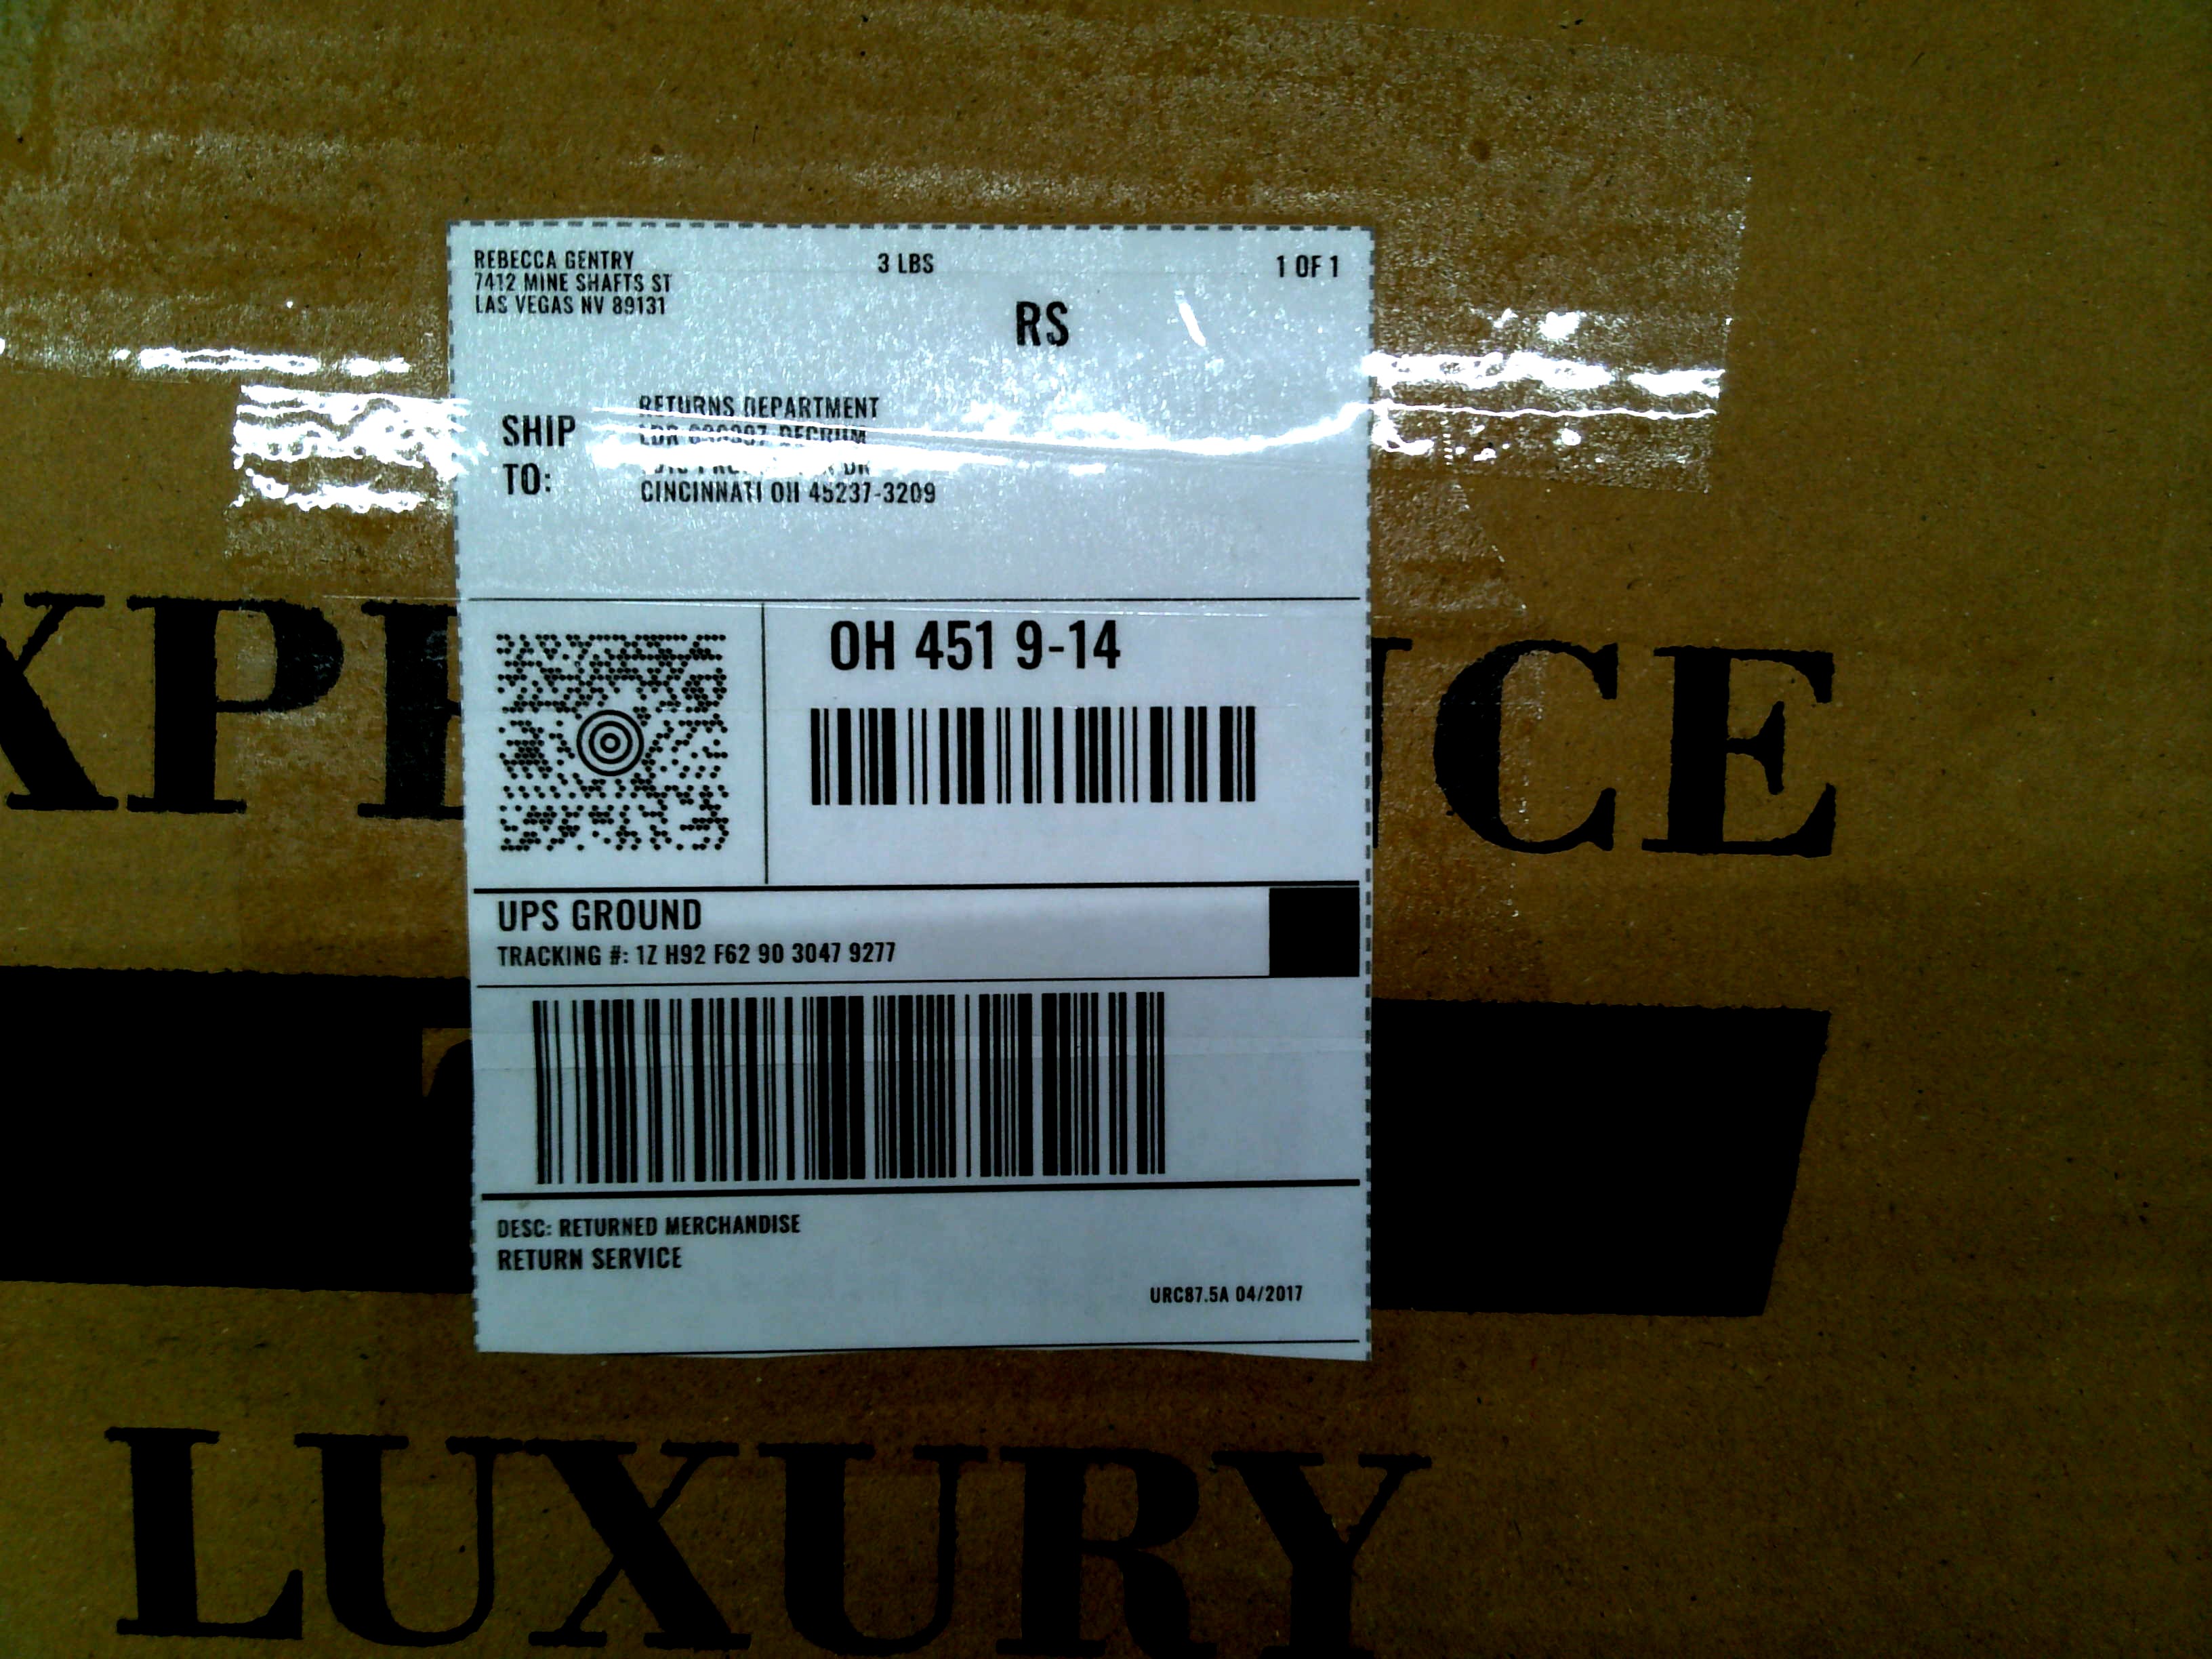 REBECCA GENTRY
7412 MINE SHAFTS ST
LAS VEGAS NV 89131
3 LBS
1 OF 1
RS
SHIP TO:
RETURNS DEPARTMENT
DR
CINCINNATI OH 45237-3209
OH 451 9-14
UPS GROUND
TRACKING #: 1Z H92 F62 90 3047 9277
DESC: RETURNED MERCHANDISE
RETURN SERVICE
URC87.5A 04/2017
LUXURY